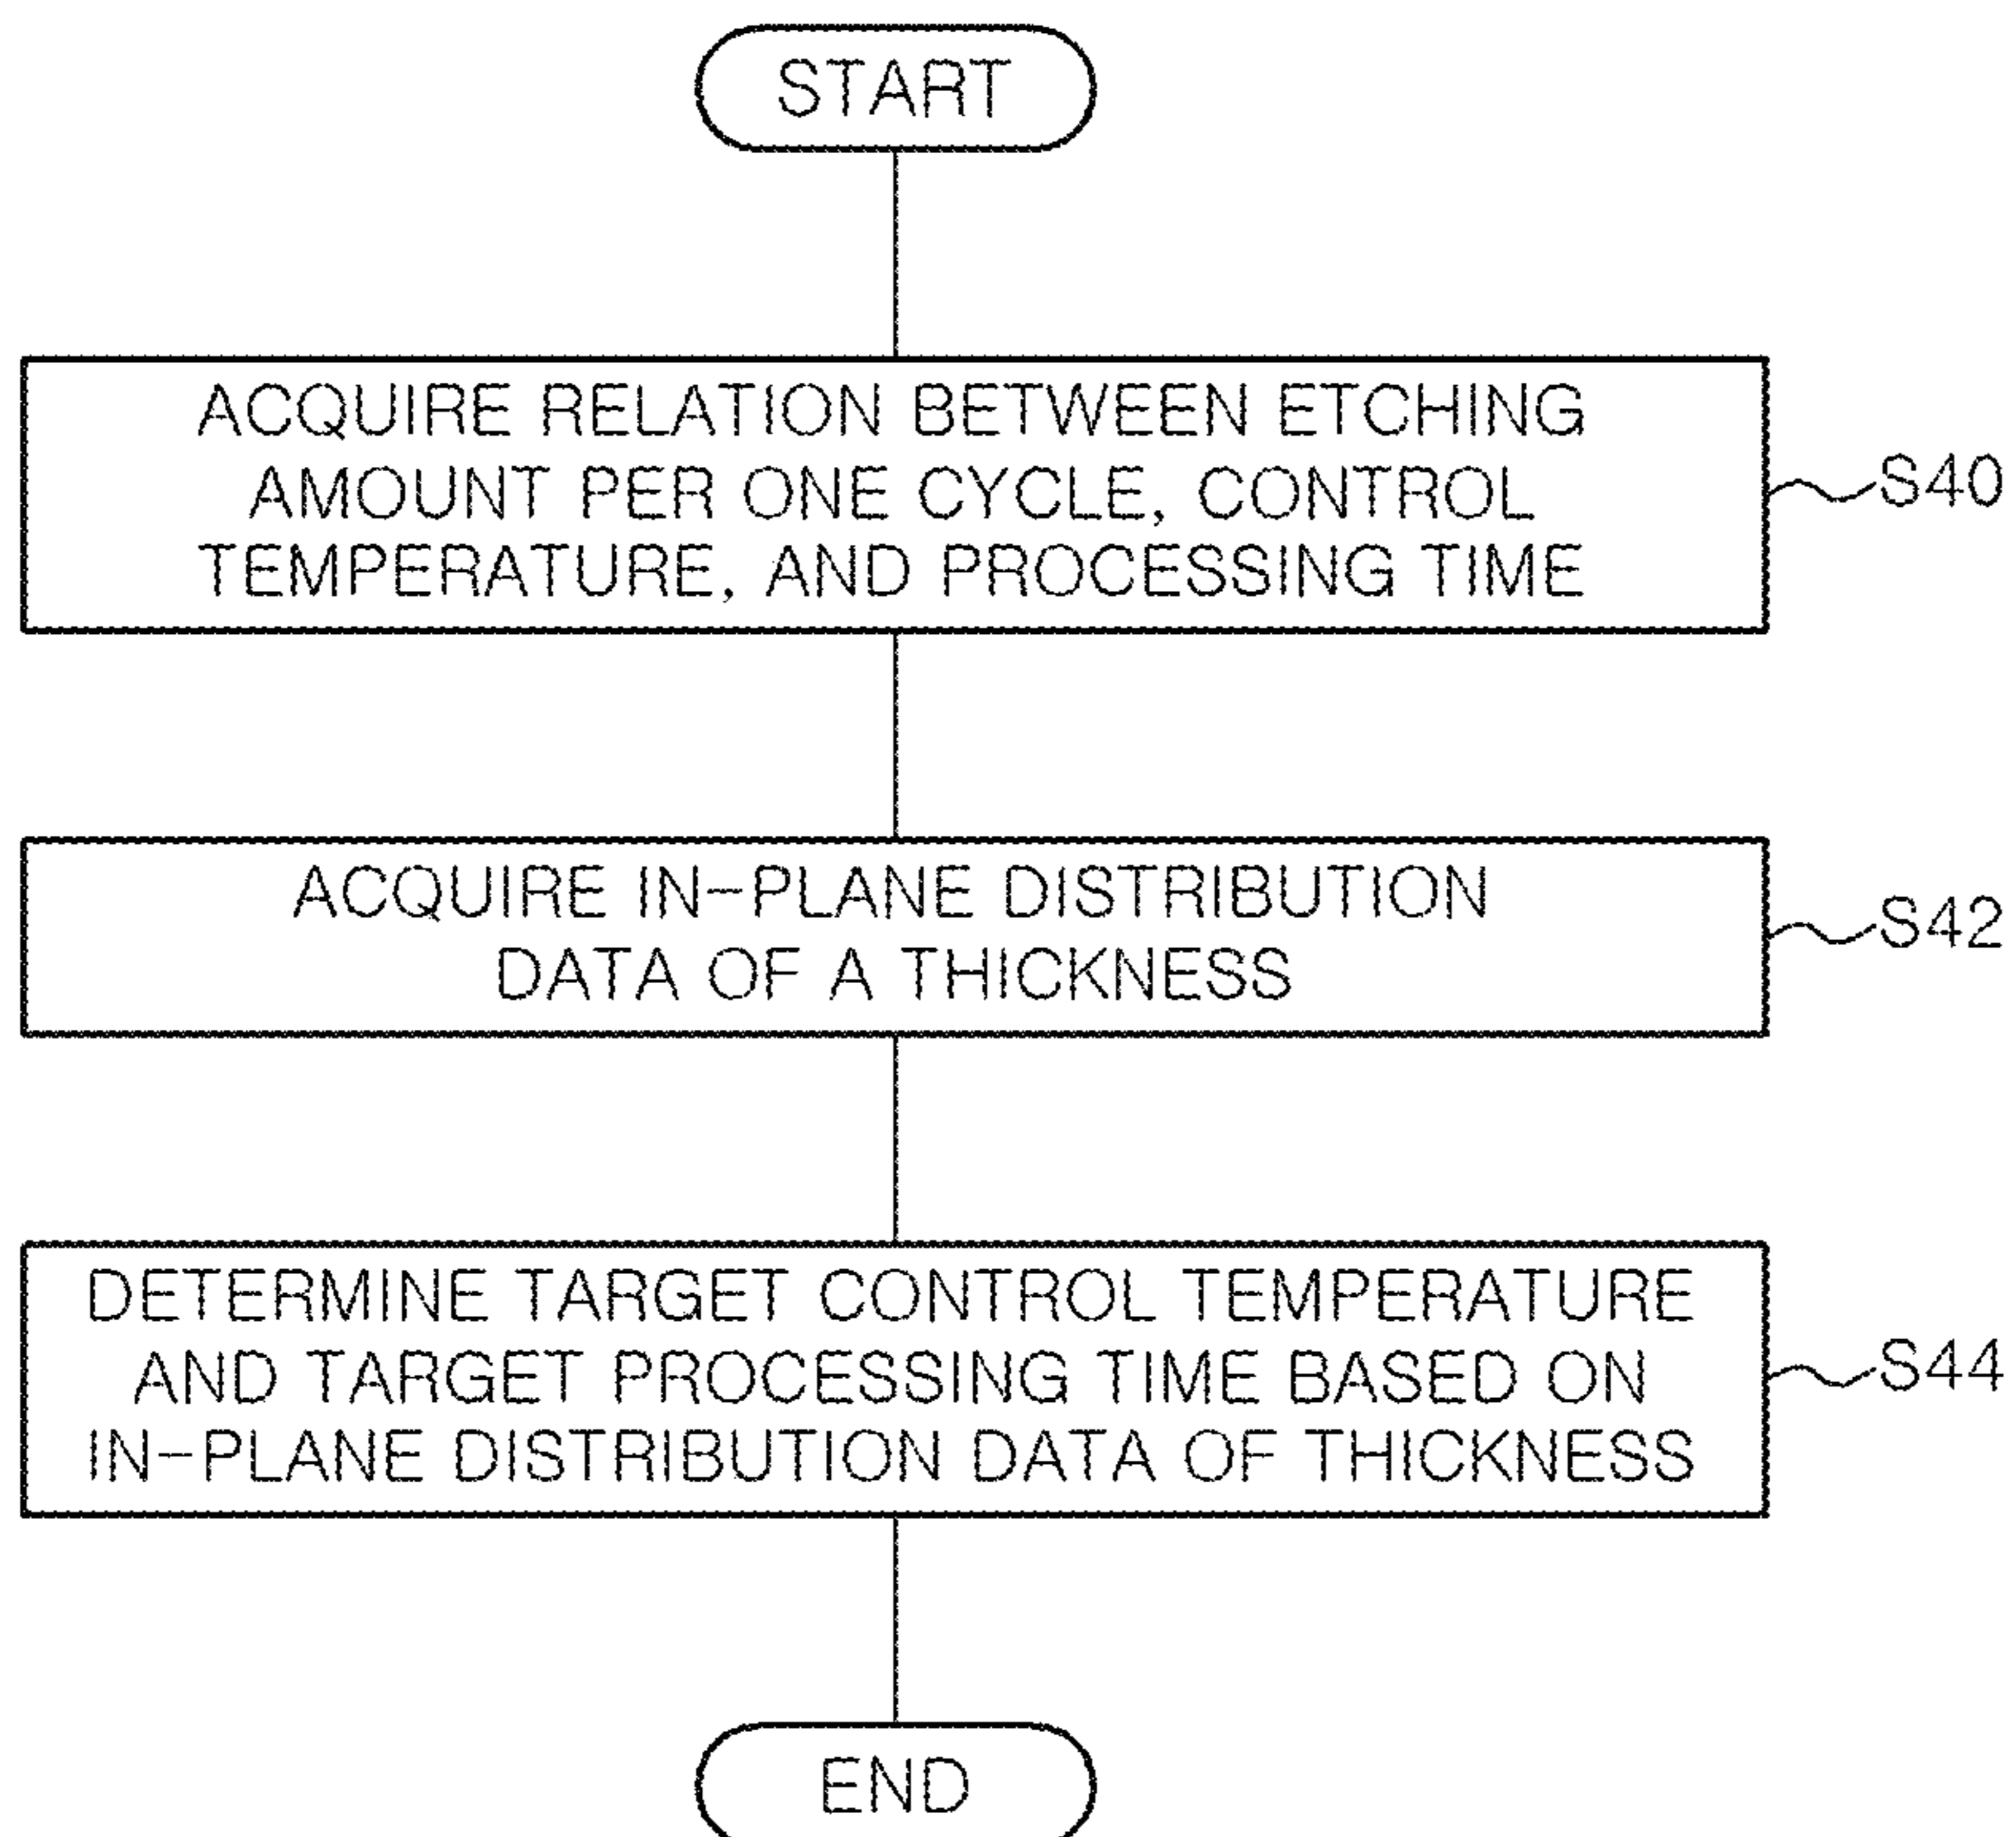 START
ACQUIRE RELATION BETWEEN ETCHING
AMOUNT PER ONE CYCLE, CONTROL
TEMPERATURE, AND PROCESSING TIME
S40
ACQUIRE IN-PLANE DISTRIBUTION
DATA OF A THICKNESS
S42
DETERMINE TARGET CONTROL TEMPERATURE
AND TARGET PROCESSING TIME BASED ON
IN-PLANE DISTRIBUTION DATA OF THICKNESS
S44
END